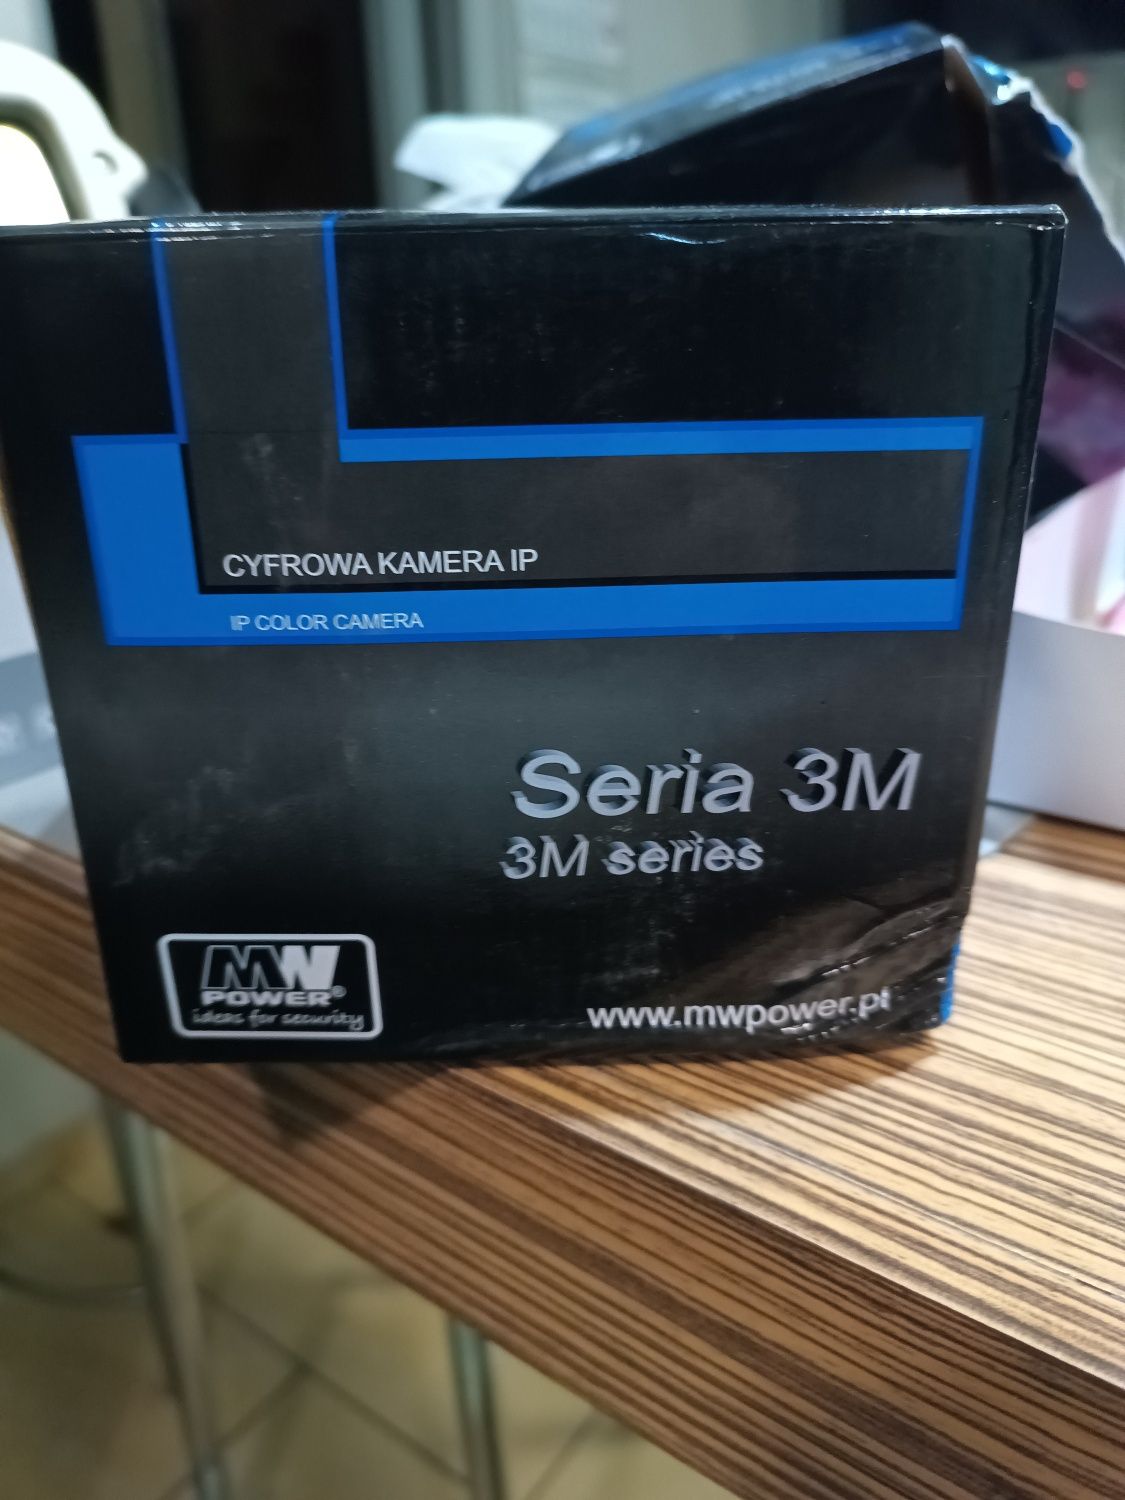 CYFROWA KAMERA IP
IP COLOR CAMERA
Seria 3M
3M series
MW
POWER®
ideas for security
www.mwpower.pl